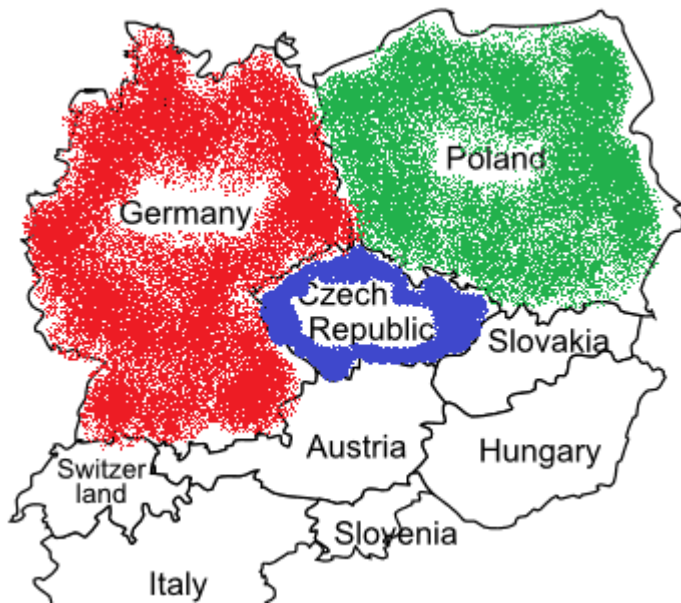 Poland
Germany
Czech
Republic
Slovakia
Austria
Hungary
Switzer
land
Slovenia
Italy